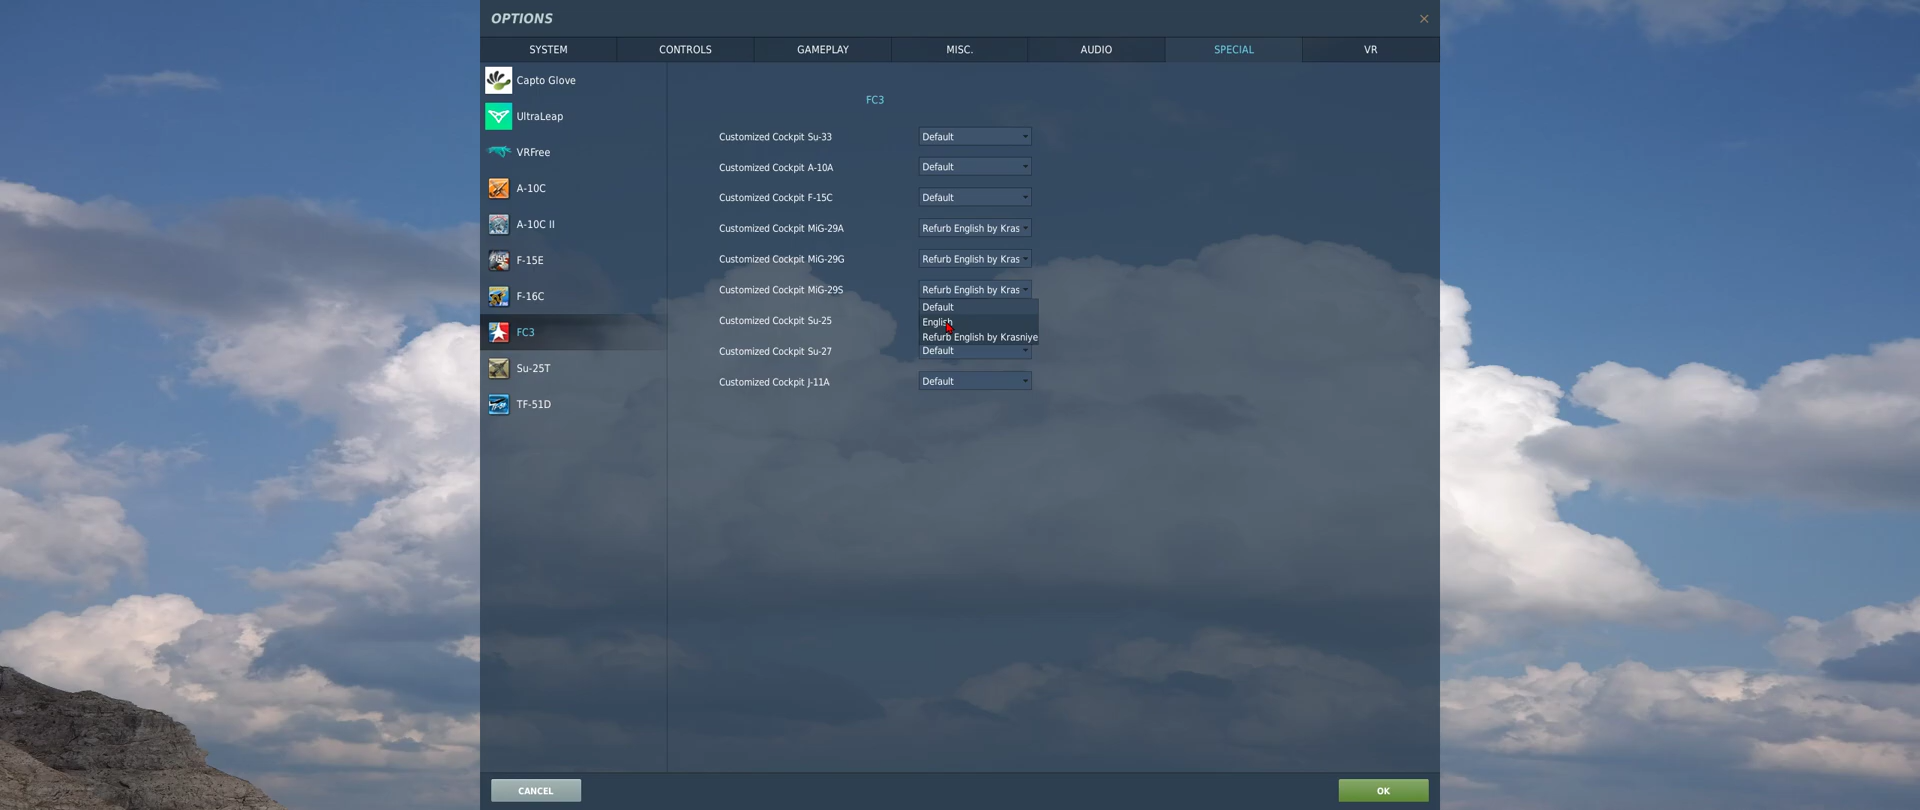 OPTIONS
SYSTEM
CONTROLS
GAMEPLAY
MISC.
AUDIO
SPECIAL
VR
Capto Glove
UltraLeap
VRFree
A-10C
A-10C II
F-15E
F-16C
FC3
Su-25T
TF-51D
FC3
Customized Cockpit Su-33 Default
Customized Cockpit A-10A Default
Customized Cockpit F-15C Default
Customized Cockpit MiG-29A Refurb English by Kras
Customized Cockpit MiG-29G Refurb English by Kras
Customized Cockpit MiG-29S Refurb English by Kras
Default
English
Refurb English by Krasniye
Customized Cockpit Su-25
Customized Cockpit Su-27 Default
Customized Cockpit J-11A Default
CANCEL
OK